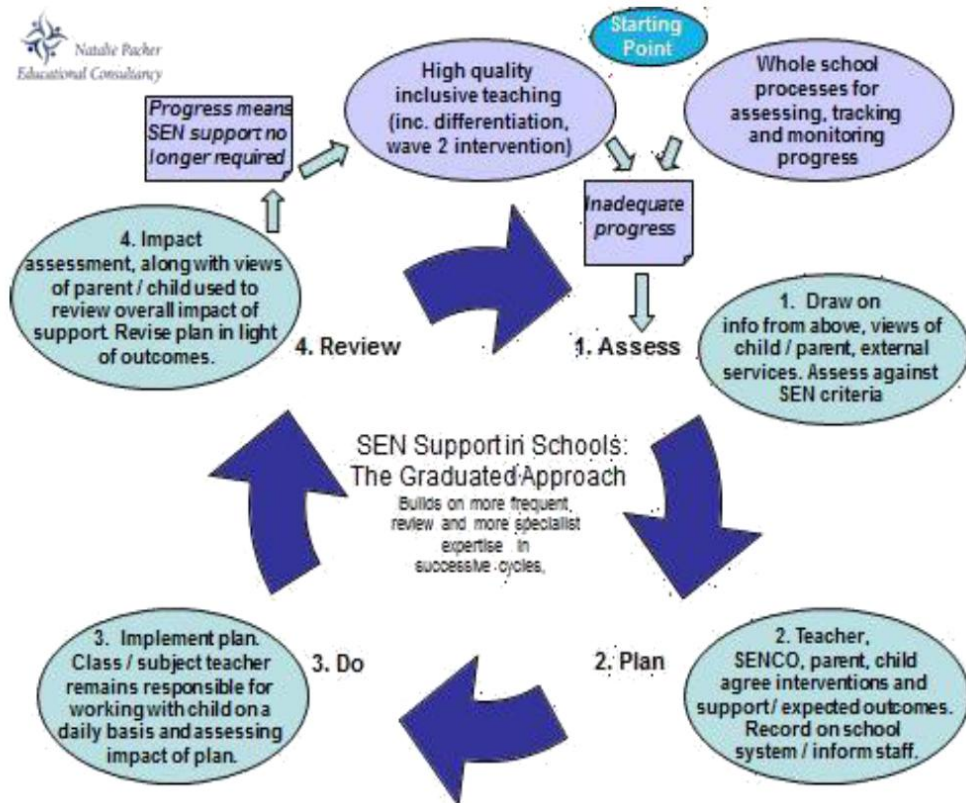 Natalie Packer
Educational Consultancy
Starting
Point
High quality
inclusive teaching
(inc. differentiation,
wave 2 intervention)
Whole school
processes for
assessing, tracking
and monitoring
progress
Progress means
SEN support no
longer required
Inadequate
progress
4. Impact
assessment, along with views
of parent / child used to
review overall impact of
support. Revise plan in light
of outcomes.
4. Review
1. Assess
1. Draw on
info from above, views of
child / parent, external
services. Assess against
SEN criteria
SEN Support in Schools:
The Graduated Approach
Builds on more frequent
review and more specialist
expertise in
successive cycles,
3. Implement plan.
Class / subject teacher
remains responsible for
working with child on a
daily basis and assessing
impact of plan.
3. Do
2. Plan
2. Teacher,
SENCO, parent, child
agree interventions and
support / expected outcomes.
Record on school
system / inform staff.